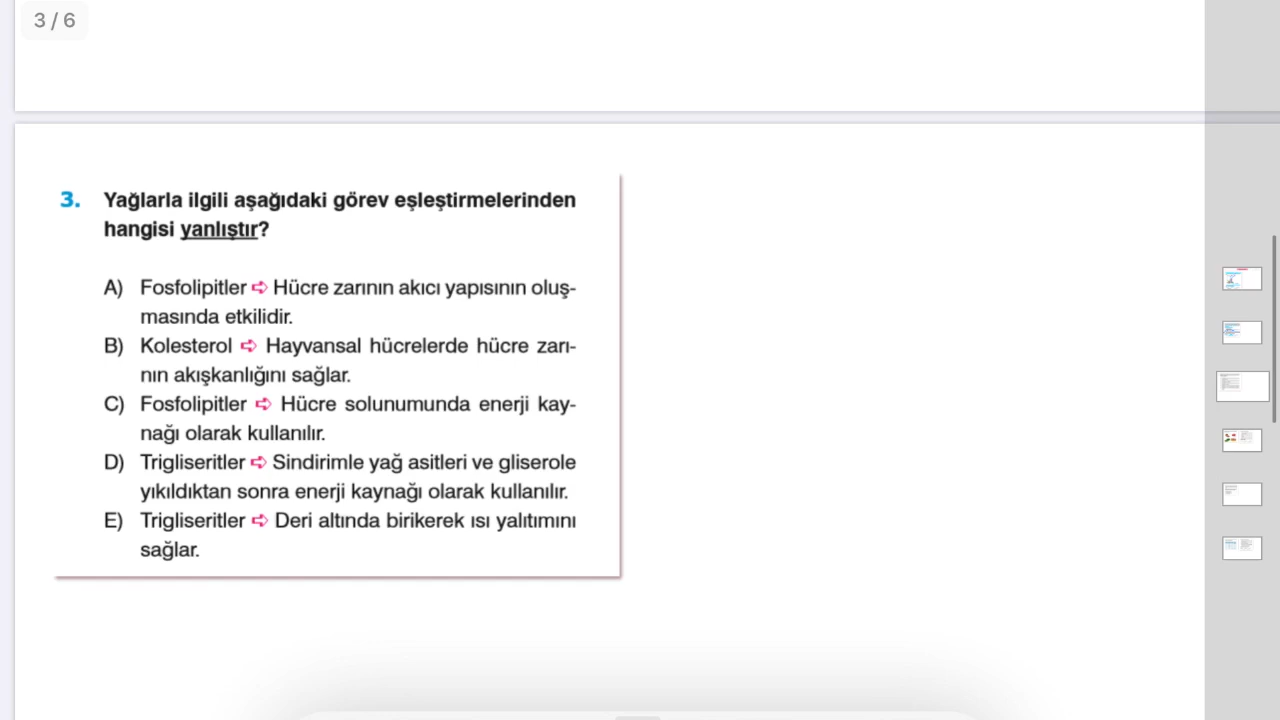 3 / 6
3. Yağlarla ilgili aşağıdaki görev eşleştirmelerinden
hangisi yanlıştır?
A) Fosfolipitler ➪ Hücre zarının akıcı yapısının oluş-
masında etkilidir.
B) Kolesterol ➪ Hayvansal hücrelerde hücre zarı-
nın akışkanlığını sağlar.
C) Fosfolipitler ➪ Hücre solunumunda enerji kay-
nağı olarak kullanılır.
D) Trigliseritler ➪ Sindirimle yağ asitleri ve gliserole
yıkıldıktan sonra enerji kaynağı olarak kullanılır.
E) Trigliseritler ➪ Deri altında birikerek ısı yalıtımını
sağlar.